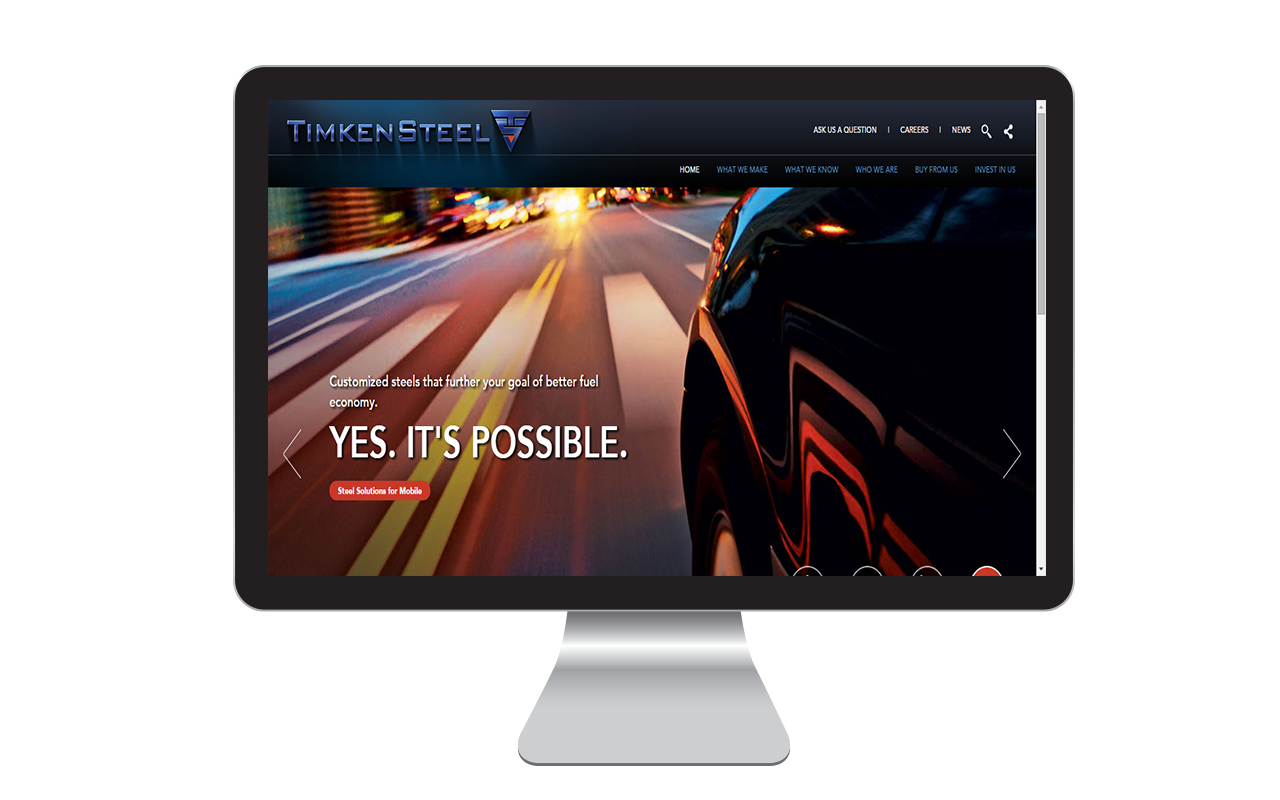 TIMKENSTEEL
ASK US A QUESTION | CAREERS | NEWS
HOME WHAT WE MAKE WHAT WE KNOW WHO WE ARE BUY FROM US INVEST IN US
Customized steels that further your goal of better fuel
economy.
YES. IT'S POSSIBLE.
Steel Solutions for Mobile